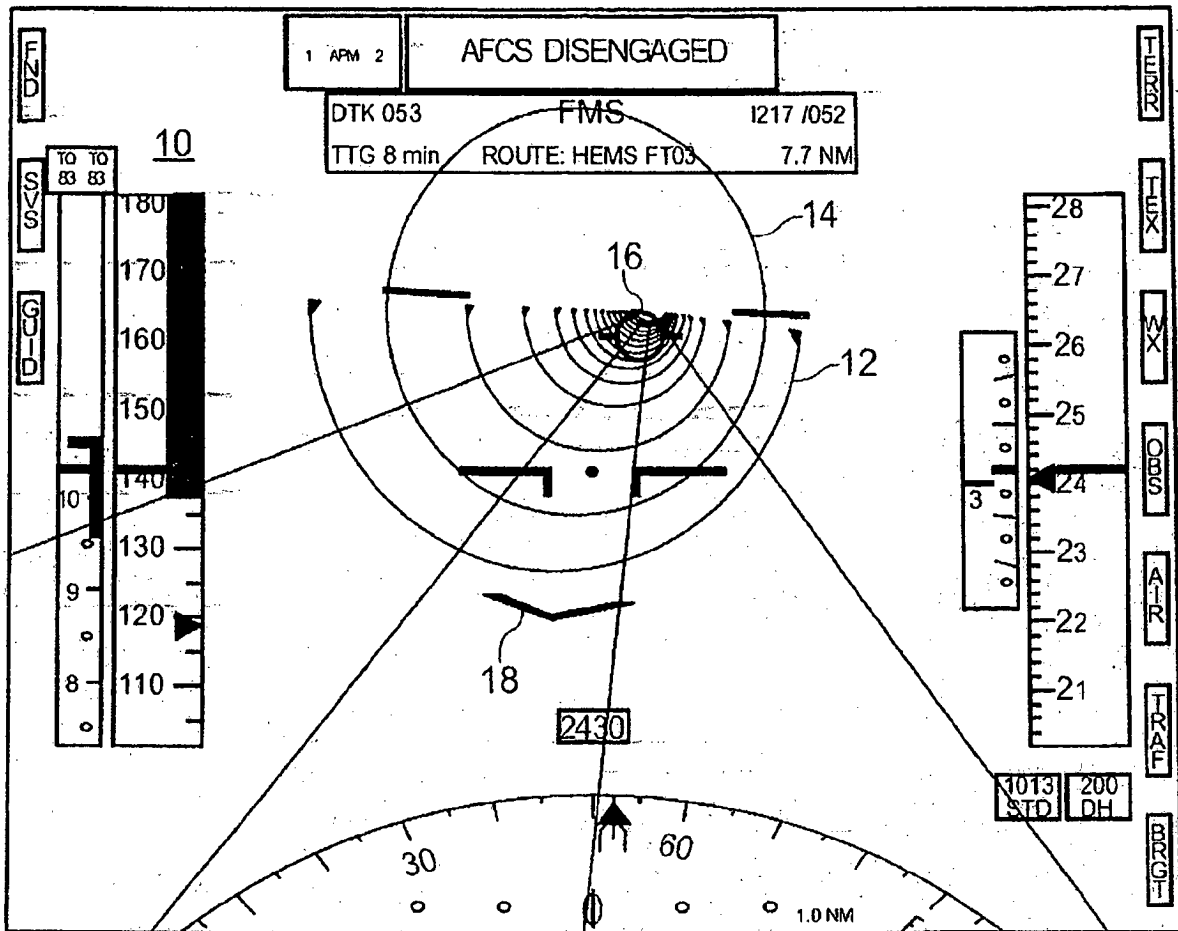 AFCS DISENGAGED
1 APM 2
FND
TERR
DTK 053 FMS I217 /052
TTG 8 min ROUTE: HEMS FT03 7.7 NM
10
TQ TQ
83 83
SVS
TEX
GUID
WX
OBS
AIR
TRAF
BRGT
180
170
160
150
140
130
120
110
10
9
8
14
16
12
18
28
27
26
25
24
23
22
21
3
2430
1013
STD
200
DH
30
60
E
1.0 NM